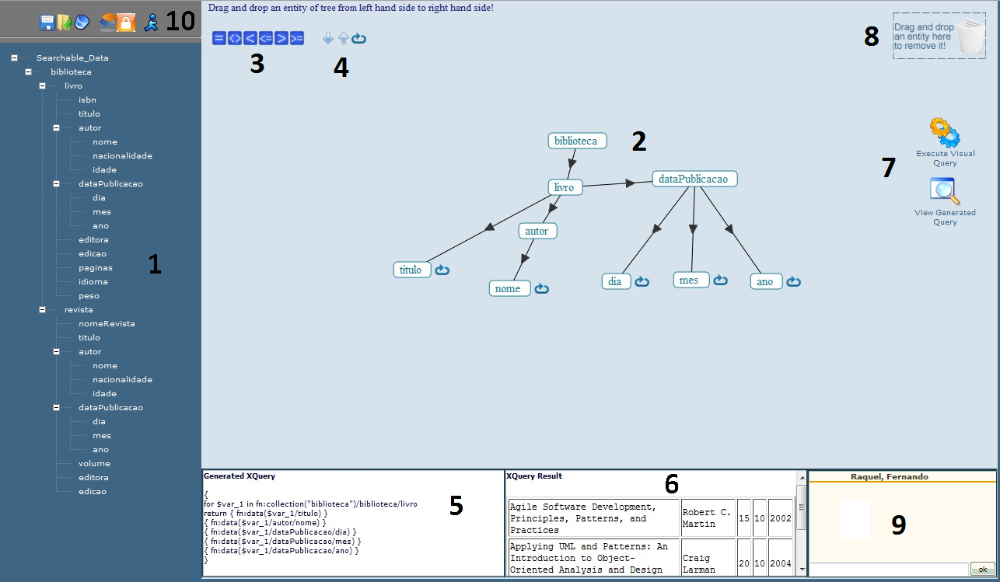 10
Searchable_Data
biblioteca
livro
isbn
titulo
autor
nome
nacionalidade
idade
dataPublicacao
dia
mes
ano
editora
edicao
paginas
idioma
peso
1
revista
nomeRevista
titulo
autor
nome
nacionalidade
idade
dataPublicacao
dia
mes
ano
volume
editora
edicao
Drag and drop an entity of tree from left hand side to right hand side!
= <> < <= > >=
3
4
8
Drag and drop
an entity here
to remove it!
biblioteca
2
livro
dataPublicacao
autor
titulo
nome
dia
mes
ano
7
Execute Visual
Query
View Generated
Query
Generated XQuery
{
for $var_1 in fn:collection("biblioteca")/biblioteca/livro
return { fn:data($var_1/titulo) }
{ fn:data($var_1/autor/nome) }
{ fn:data($var_1/dataPublicacao/dia) }
{ fn:data($var_1/dataPublicacao/mes) }
{ fn:data($var_1/dataPublicacao/ano) }
}
5
XQuery Result
6
Agile Software Development,
Principles, Patterns, and
Practices
Robert C.
Martin
15
10
2002
Applying UML and Patterns: An
Introduction to Object-
Oriented Analysis and Design
Craig
Larman
20
10
2004
Raquel, Fernando
9
ok